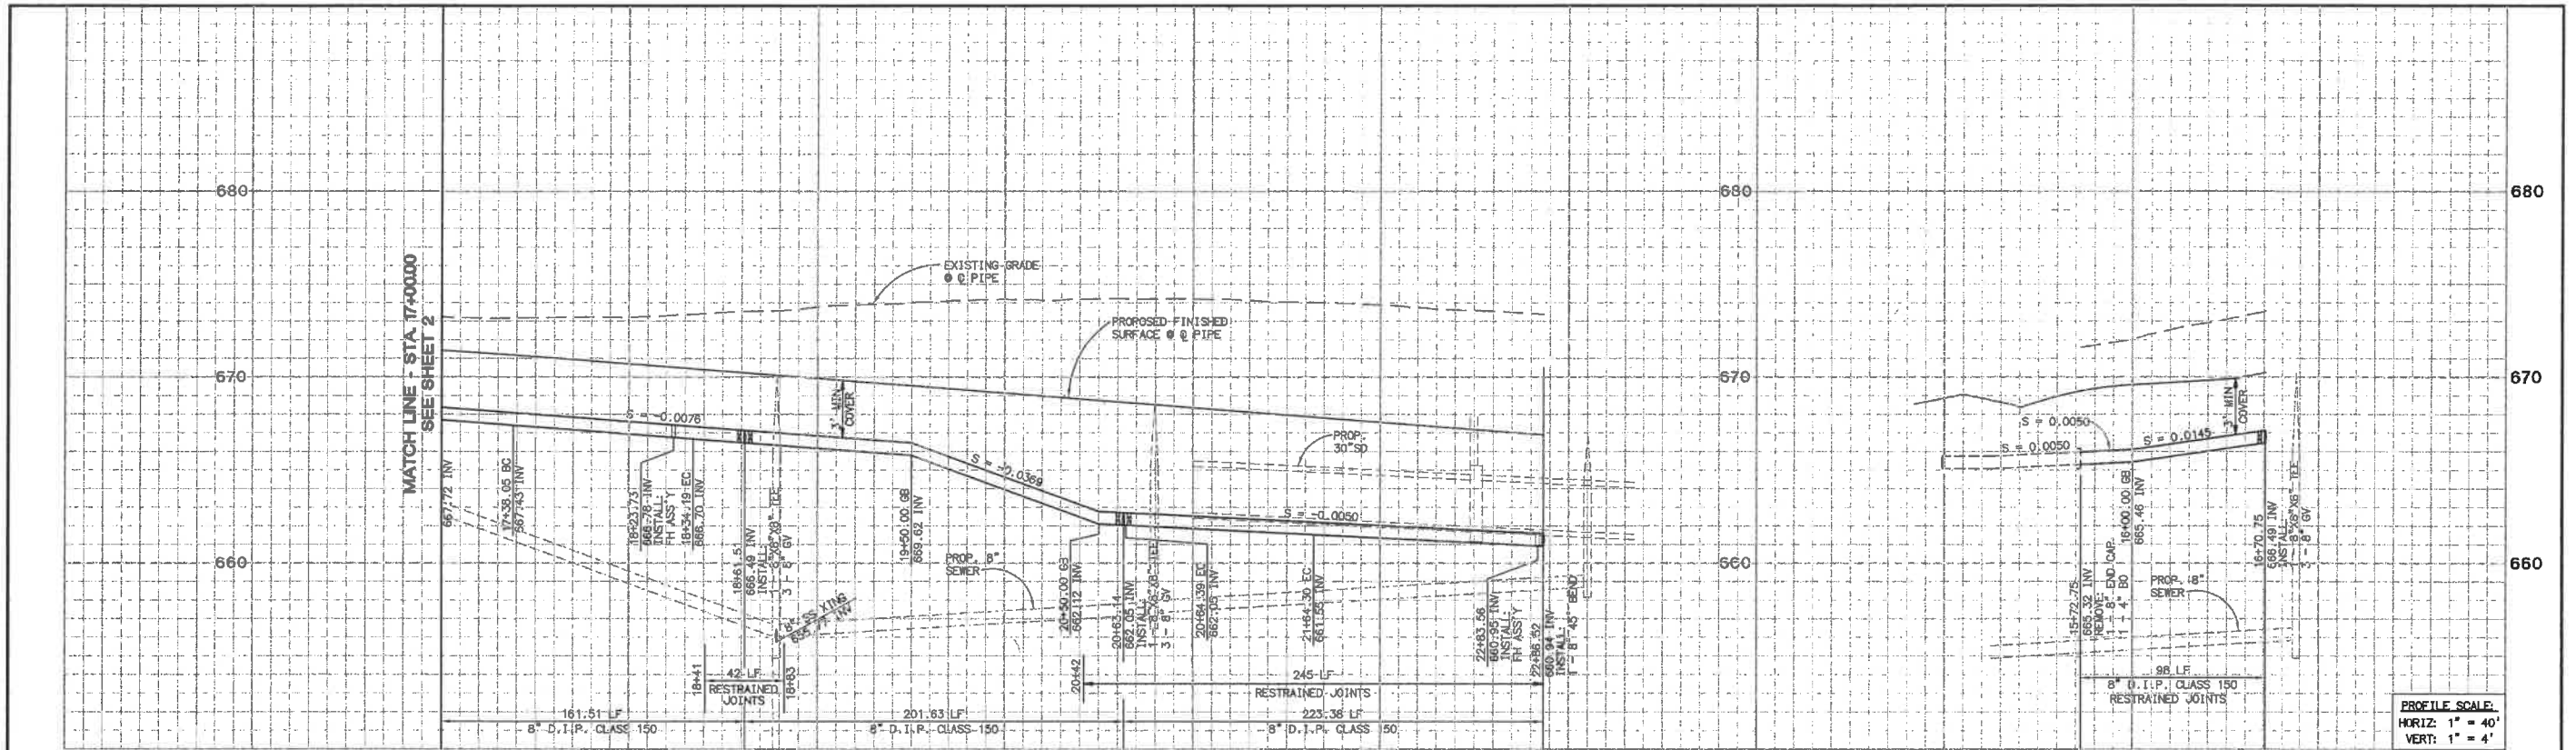 MATCH LINE - STA. 17+00.00
SEE SHEET 2
680
670
660
EXISTING GRADE
@ ℄ PIPE
PROPOSED FINISHED
SURFACE @ ℄ PIPE
3' MIN
COVER
S = -0.0076
S = -0.0369
S = -0.0050
PROP.
30" SD
PROP. 8"
SEWER
667.72 INV
17+38.05 BC
667.43 INV
18+23.73
666.78 INV
INSTALL:
FH ASS'Y
18+34.19 EC
666.70 INV
18+61.51
666.49 INV
INSTALL:
1 - 8"X8"X8" TEE
3 - 8" GV
8" SS XING
655.77 INV
19+50.00 GB
20+50.00 GB
662.12 INV
20+63.14
662.05 INV
INSTALL:
1 - 8"X8"X8" TEE
3 - 8" GV
20+64.39 EC
662.05 INV
21+64.30 EC
661.55 INV
22+83.56
660.95 INV
INSTALL:
FH ASS'Y
22+86.52
660.94 INV
INSTALL:
1 - 8" 45° BEND
18+41
42 LF
RESTRAINED
JOINTS
18+83
20+42
245 LF
RESTRAINED JOINTS
161.51 LF
8" D.I.P. CLASS 150
201.63 LF
8" D.I.P. CLASS 150
223.38 LF
8" D.I.P. CLASS 150
680
670
660
S = 0.0050
S = 0.0050
S = 0.0145
3' MIN
COVER
15+72.75
665.32 INV
REMOVE:
1 - 8" END CAP
1 - 4" BO
16+00.00 GB
665.46 INV
PROP. 8"
SEWER
16+70.75
666.49 INV
INSTALL:
1 - 8"X8"X8" TEE
3 - 8" GV
98 LF
8" D.I.P. CLASS 150
RESTRAINED JOINTS
680
670
660
PROFILE SCALE:
HORIZ: 1" = 40'
VERT: 1" = 4'